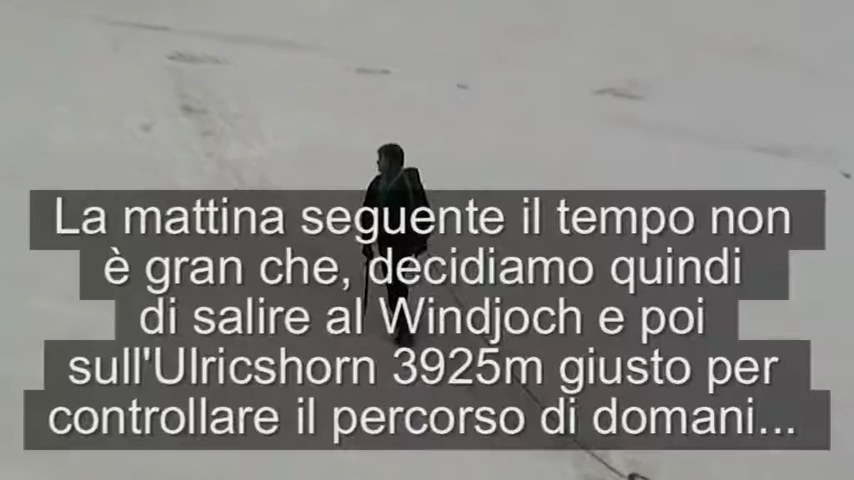 La mattina seguente il tempo non
è gran che, decidiamo quindi
di salire al Windjoch e poi
sull'Ulricshorn 3925m giusto per
controllare il percorso di domani...